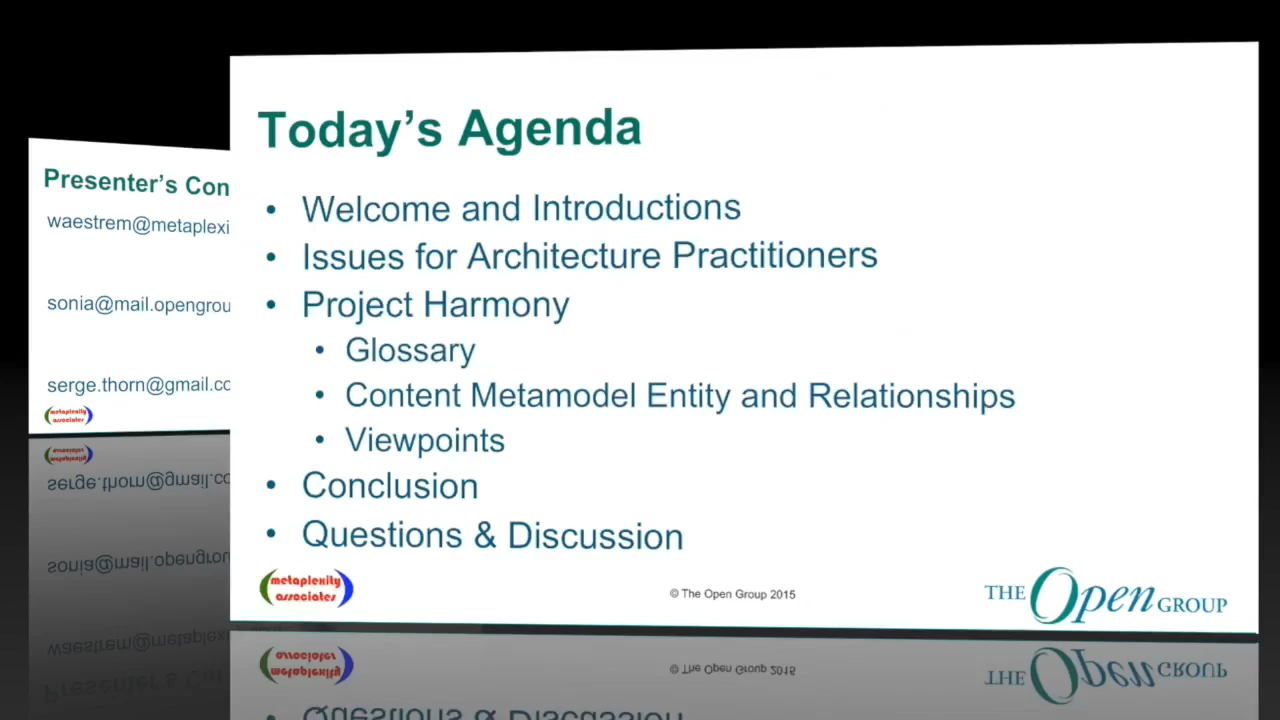 Presenter's Con
waestrem@metaplexi
sonia@mail.opengrou
serge.thorn@gmail.co
metaplexity
associates
Today's Agenda
• Welcome and Introductions
• Issues for Architecture Practitioners
• Project Harmony
• Glossary
• Content Metamodel Entity and Relationships
• Viewpoints
• Conclusion
• Questions & Discussion
metaplexity
associates
© The Open Group 2015
THE Open GROUP